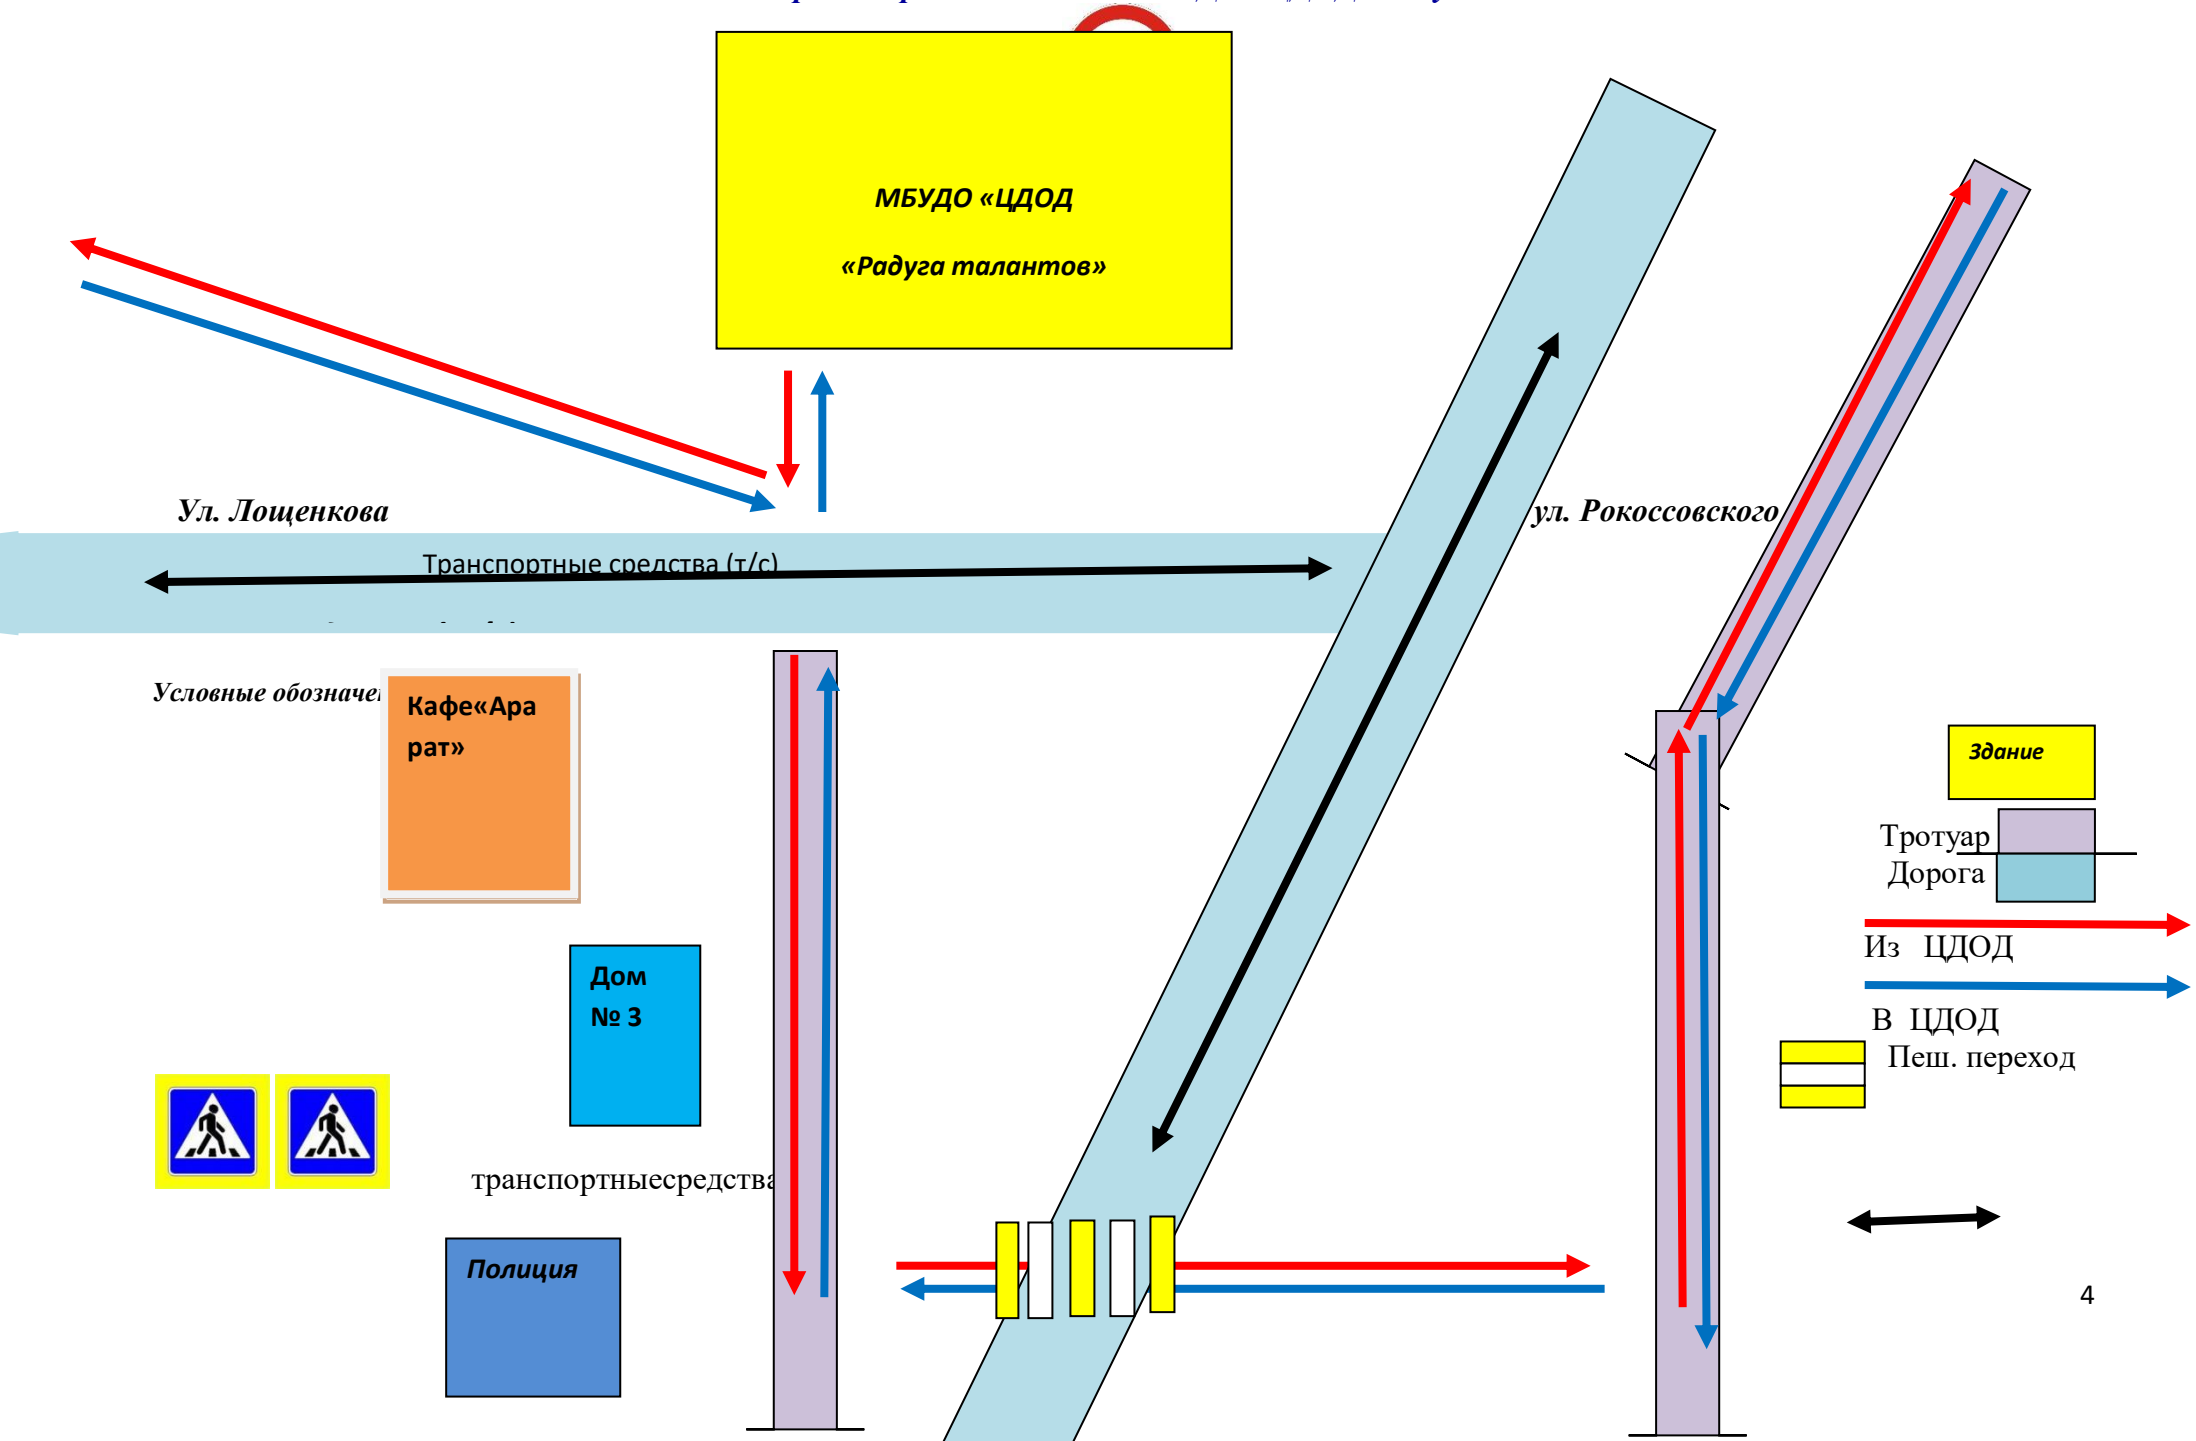 МБУДО «ЦДОД
«Радуга талантов»
Ул. Лощенкова
ул. Рокоссовского
Транспортные средства (т/с)
Условные обозначе
Кафе«Ара
рат»
Здание
Тротуар
Дорога
Из ЦДОД
В ЦДОД
Пеш. переход
Дом
№ 3
транспортныесредства
Полиция
4